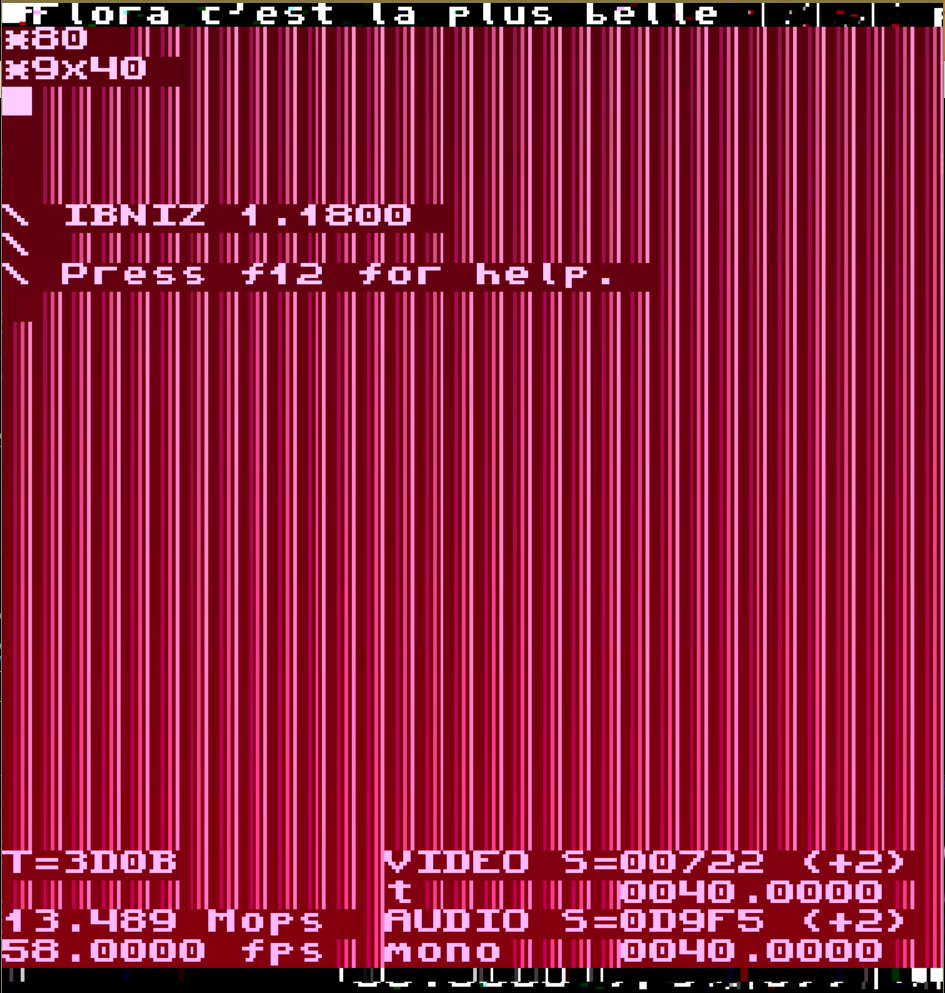 Flora c'est la plus belle
*80
*9x40
\ IBNIZ 1.1800
\
\ Press f12 for help.
T=3D0B
VIDEO S=00722 (+2)
t 0040.0000
13.489 Mops
AUDIO S=0D9F5 (+2)
58.0000 fps
mono 0040.0000